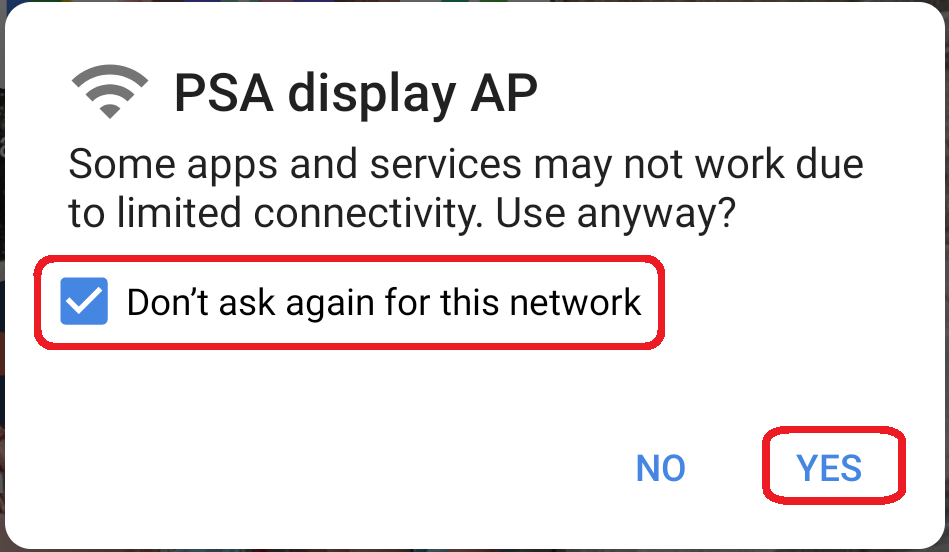 PSA display AP
Some apps and services may not work due
to limited connectivity. Use anyway?
Don’t ask again for this network
NO YES